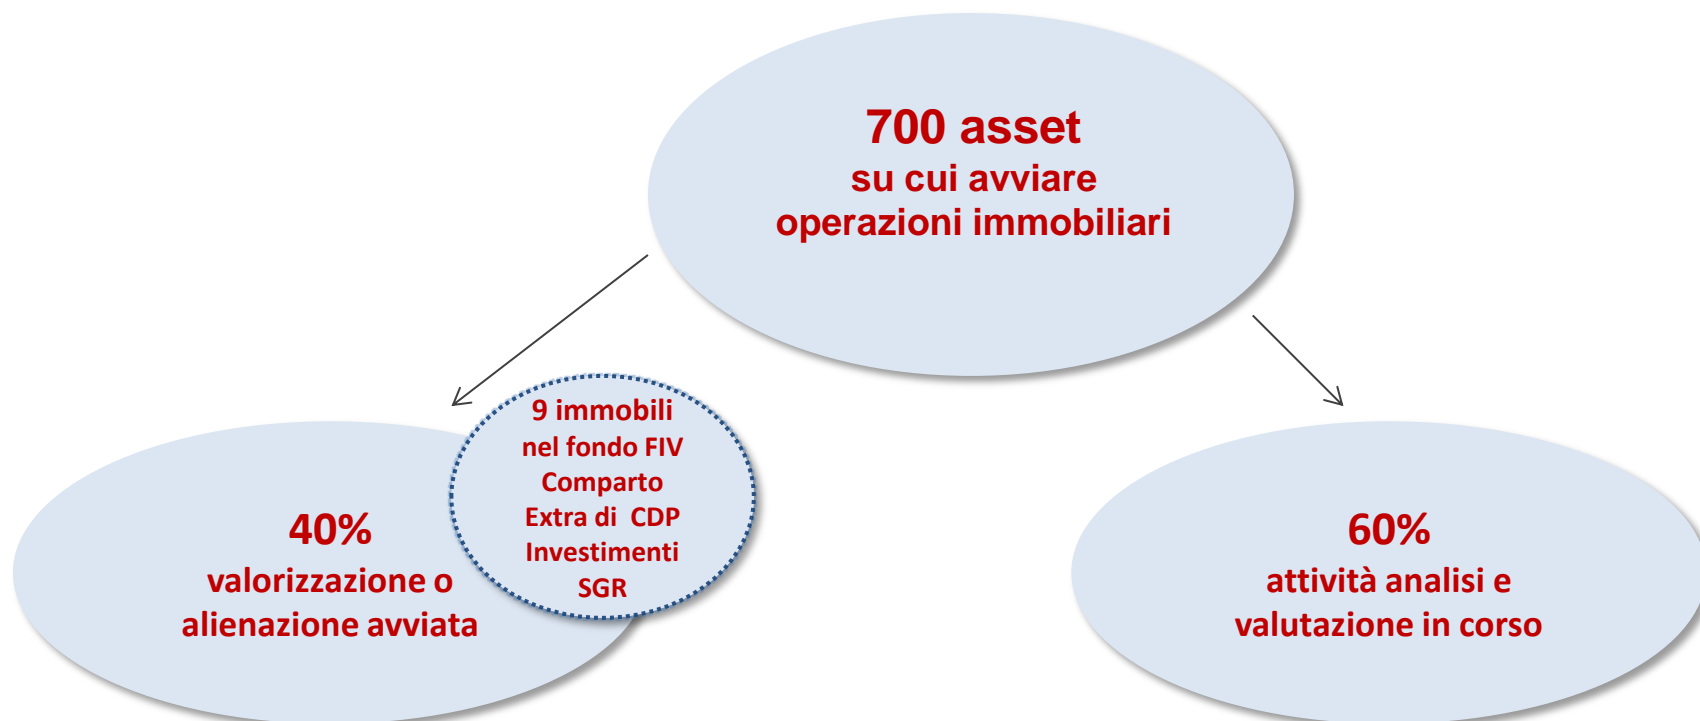 700 asset
su cui avviare
operazioni immobiliari
9 immobili
nel fondo FIV
Comparto
Extra di CDP
Investimenti
SGR
40%
valorizzazione o
alienazione avviata
60%
attività analisi e
valutazione in corso